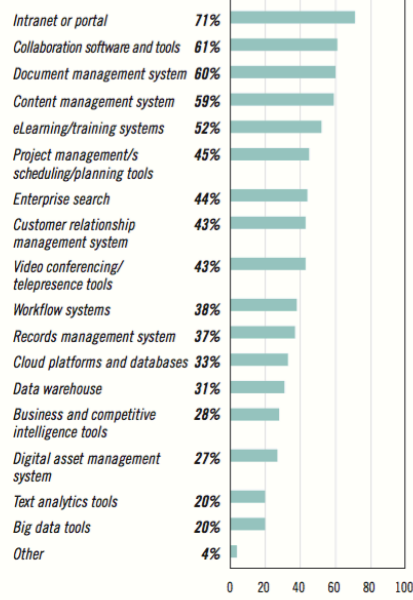 Intranet or portal 71%
Collaboration software and tools 61%
Document management system 60%
Content management system 59%
eLearning/training systems 52%
Project management/s 45%
scheduling/planning tools
Enterprise search 44%
Customer relationship 43%
management system
Video conferencing/ 43%
telepresence tools
Workflow systems 38%
Records management system 37%
Cloud platforms and databases 33%
Data warehouse 31%
Business and competitive 28%
intelligence tools
Digital asset management 27%
system
Text analytics tools 20%
Big data tools 20%
Other 4%
0 20 40 60 80 100